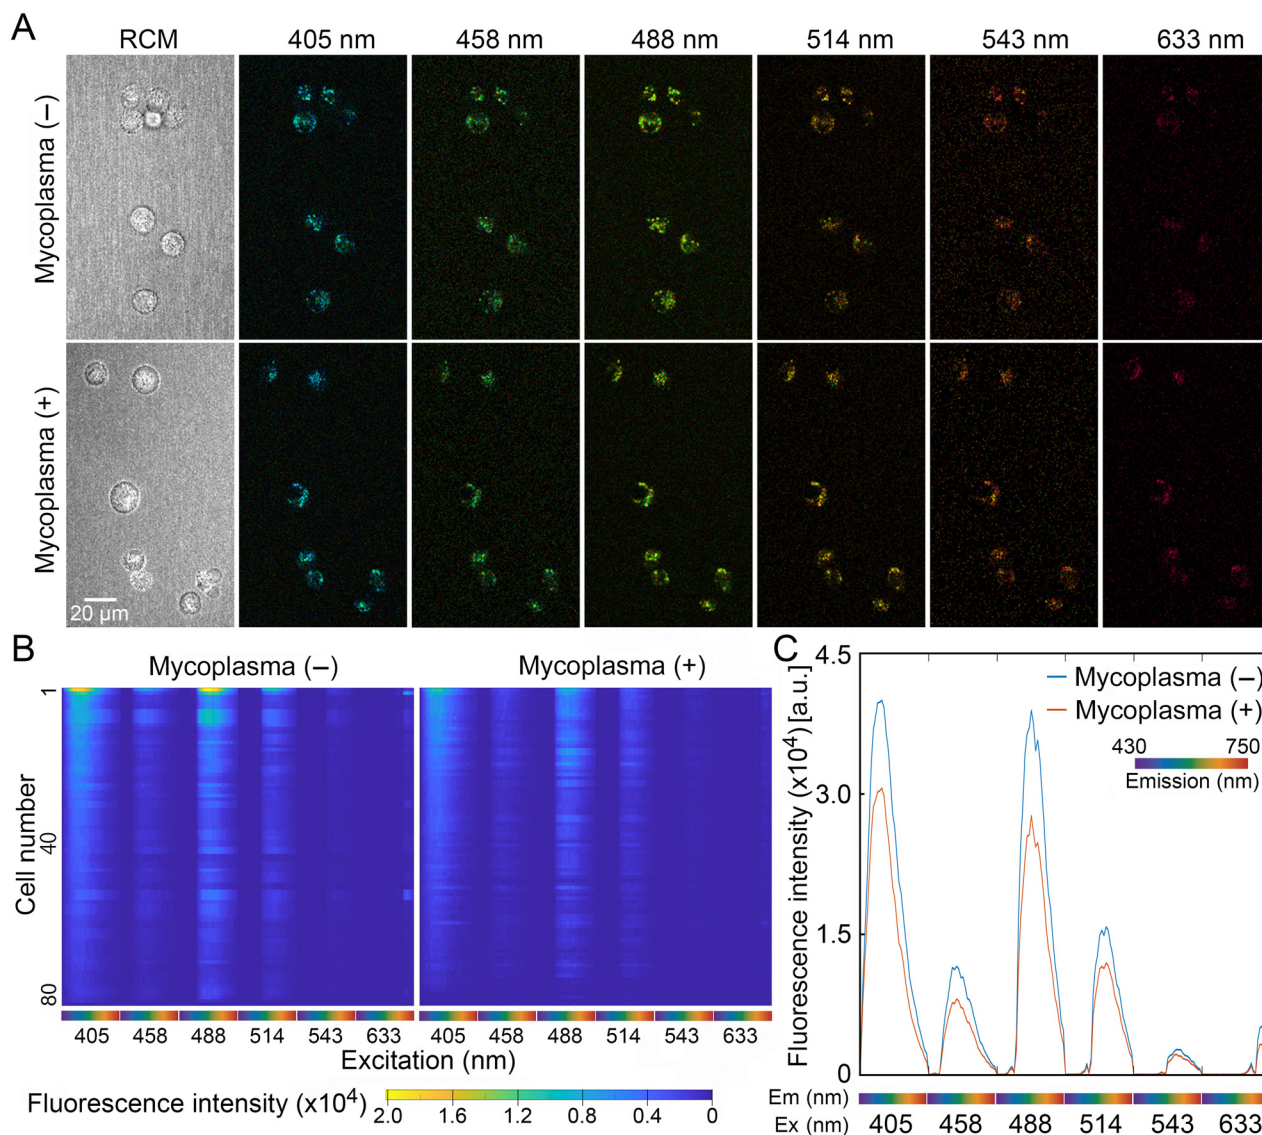 A
RCM 405 nm 458 nm 488 nm 514 nm 543 nm 633 nm
Mycoplasma (–)
Mycoplasma (+)
20 µm
B
Mycoplasma (–) Mycoplasma (+)
Cell number
1
40
80
405 458 488 514 543 633 405 458 488 514 543 633
Excitation (nm)
Fluorescence intensity (x10⁴)
2.0 1.6 1.2 0.8 0.4 0
C
Fluorescence intensity (x10⁴)[a.u.]
4.5
3.0
1.5
0
Mycoplasma (–)
Mycoplasma (+)
430 750
Emission (nm)
Em (nm)
Ex (nm) 405 458 488 514 543 633